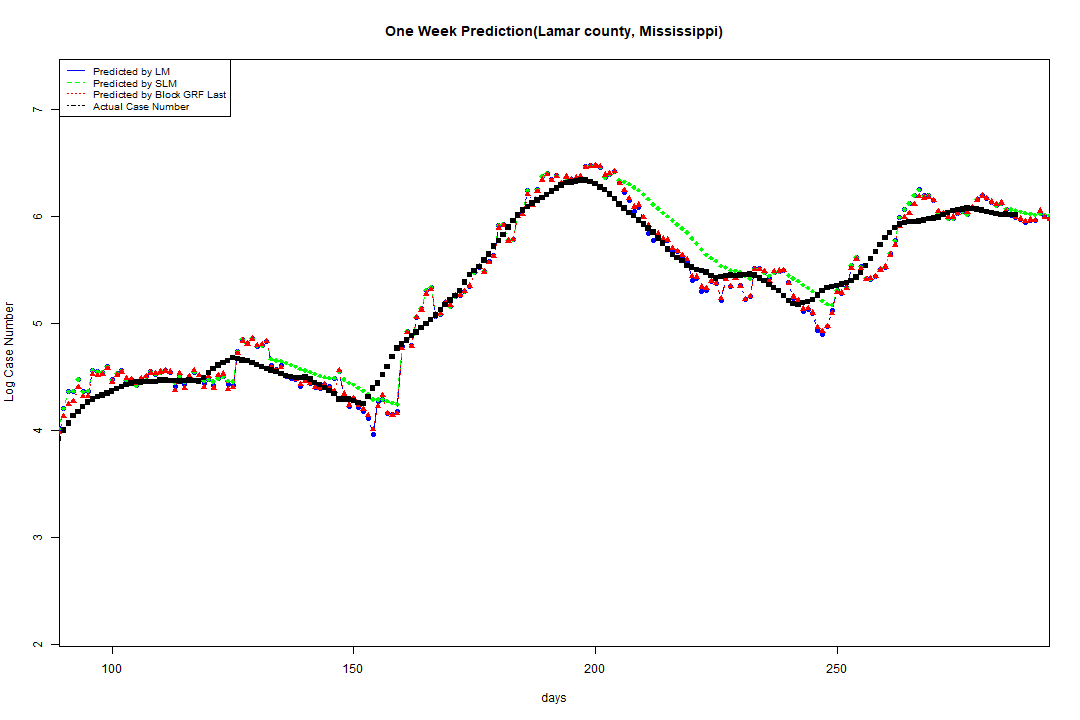 One Week Prediction(Lamar county, Mississippi)
Predicted by LM
Predicted by SLM
Predicted by Block GRF Last
Actual Case Number
7
6
5
4
3
2
Log Case Number
100 150 200 250
days